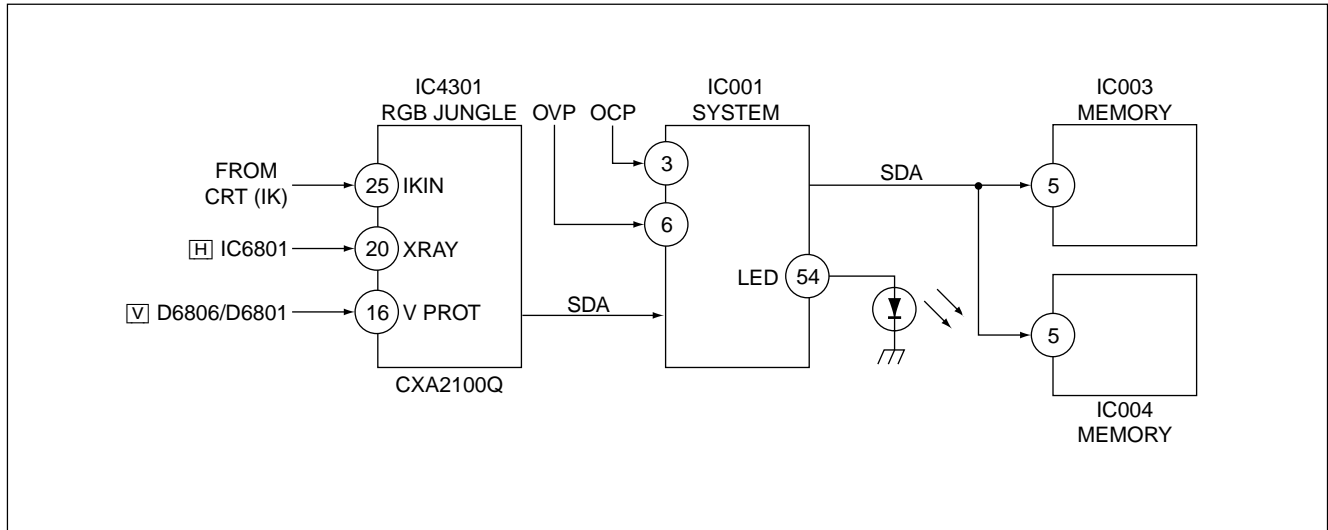 IC4301
RGB JUNGLE
OVP
OCP
IC001
SYSTEM
IC003
MEMORY
FROM
CRT (IK)
25
IKIN
3
SDA
5
6
H IC6801
20
XRAY
LED
54
V D6806/D6801
16
V PROT
SDA
5
CXA2100Q
IC004
MEMORY